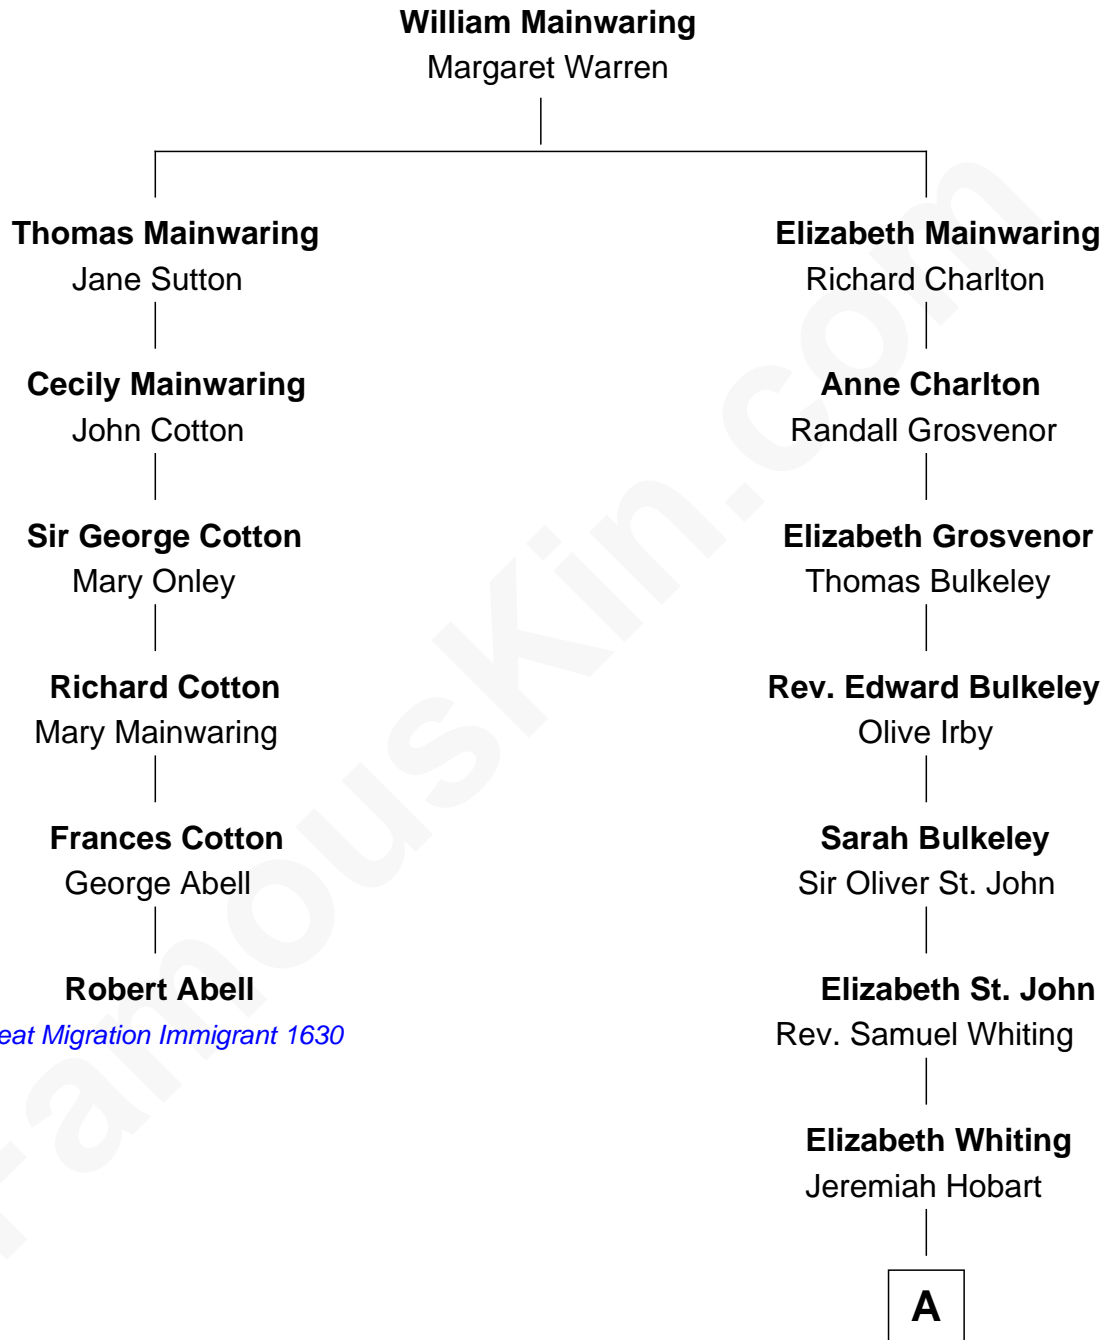 William Mainwaring
Margaret Warren
Thomas Mainwaring
Jane Sutton
Cecily Mainwaring
John Cotton
Sir George Cotton
Mary Onley
Richard Cotton
Mary Mainwaring
Frances Cotton
George Abell
Robert Abell
eat Migration Immigrant 1630
Elizabeth Mainwaring
Richard Charlton
Anne Charlton
Randall Grosvenor
Elizabeth Grosvenor
Thomas Bulkeley
Rev. Edward Bulkeley
Olive Irby
Sarah Bulkeley
Sir Oliver St. John
Elizabeth St. John
Rev. Samuel Whiting
Elizabeth Whiting
Jeremiah Hobart
A
FamousKin.com